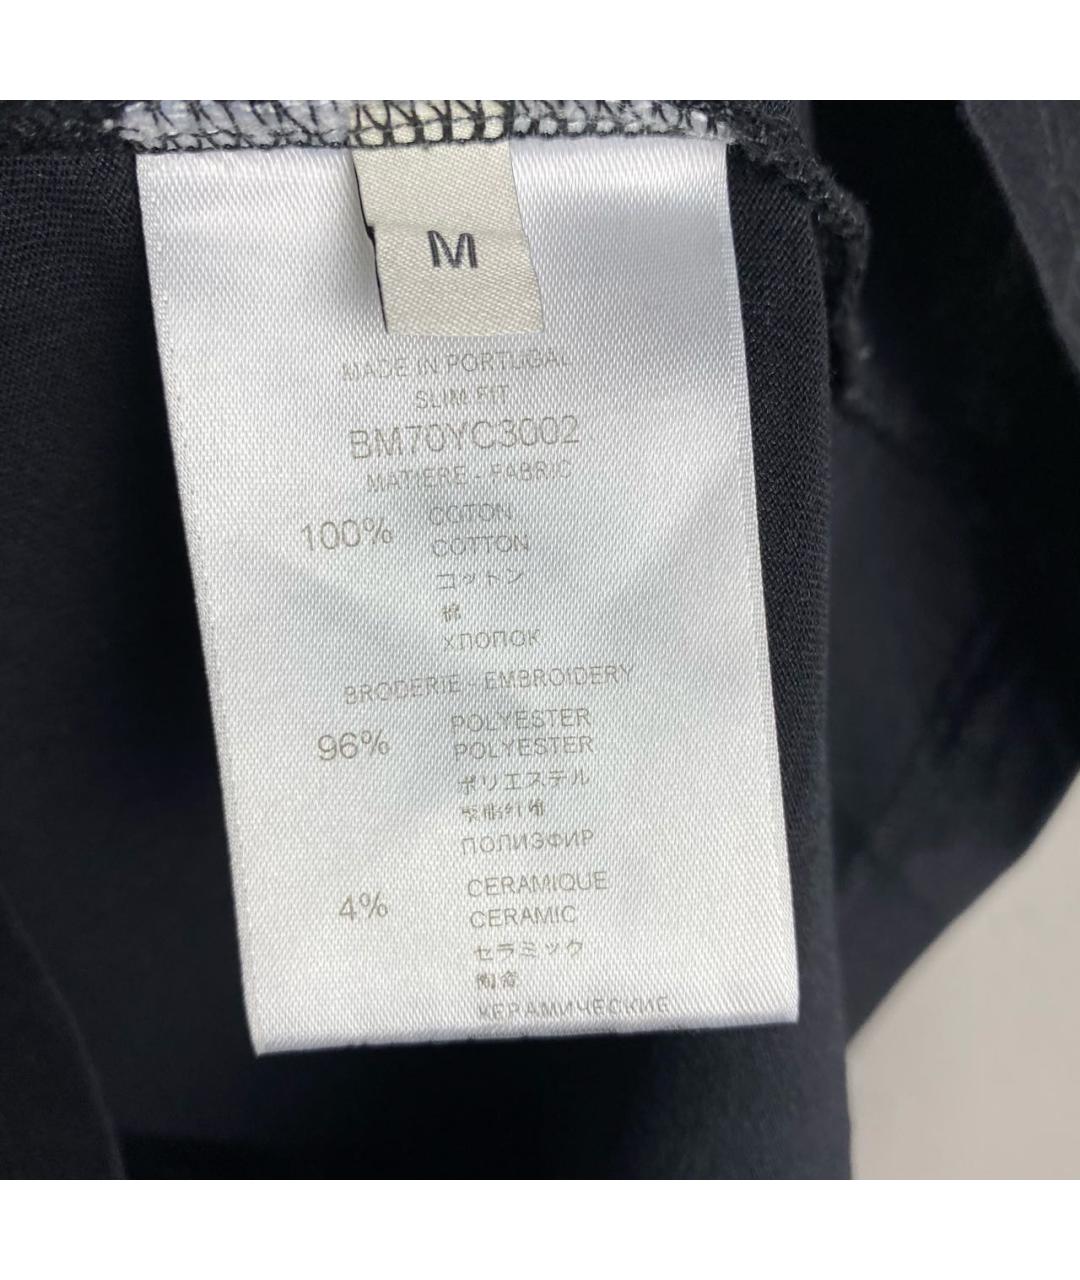 M
MADE IN PORTUGAL
SLIM FIT
BM70YC3002
MATIERE - FABRIC
100% COTON
COTTON
コットン
棉
ХЛОПОК
BRODERIE - EMBROIDERY
96% POLYESTER
POLYESTER
ポリエステル
ПОЛИЭФИР
4% CERAMIQUE
CERAMIC
セラミック
陶瓷
КЕРАМИЧЕСКИЕ